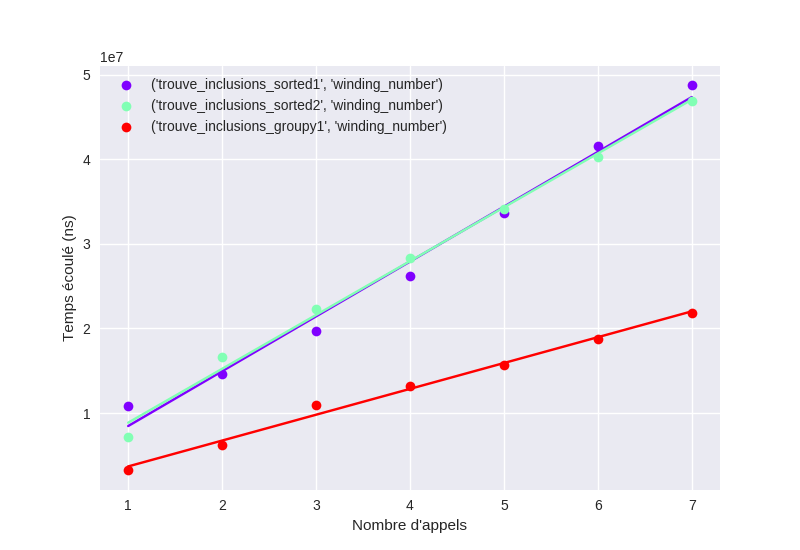 1e7
('trouve_inclusions_sorted1', 'winding_number')
('trouve_inclusions_sorted2', 'winding_number')
('trouve_inclusions_groupy1', 'winding_number')
5
4
3
2
1
Temps écoulé (ns)
1 2 3 4 5 6 7
Nombre d'appels